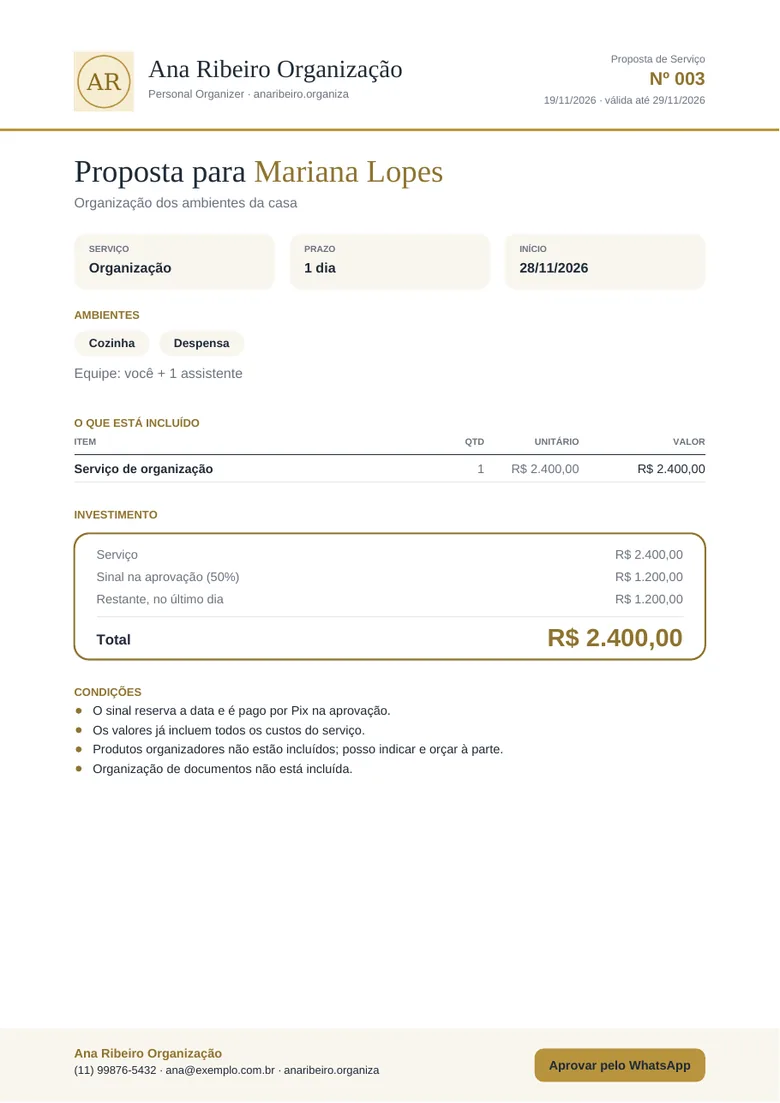 AR
Ana Ribeiro Organização
Personal Organizer · anaribeiro.organiza
Proposta de Serviço
Nº 003
19/11/2026 · válida até 29/11/2026
Proposta para Mariana Lopes
Organização dos ambientes da casa
SERVIÇO
Organização
PRAZO
1 dia
INÍCIO
28/11/2026
AMBIENTES
Cozinha Despensa
Equipe: você + 1 assistente
O QUE ESTÁ INCLUÍDO
ITEM QTD UNITÁRIO VALOR
Serviço de organização 1 R$ 2.400,00 R$ 2.400,00
INVESTIMENTO
Serviço R$ 2.400,00
Sinal na aprovação (50%) R$ 1.200,00
Restante, no último dia R$ 1.200,00
Total R$ 2.400,00
CONDIÇÕES
● O sinal reserva a data e é pago por Pix na aprovação.
● Os valores já incluem todos os custos do serviço.
● Produtos organizadores não estão incluídos; posso indicar e orçar à parte.
● Organização de documentos não está incluída.
Ana Ribeiro Organização
(11) 99876-5432 · ana@exemplo.com.br · anaribeiro.organiza
Aprovar pelo WhatsApp